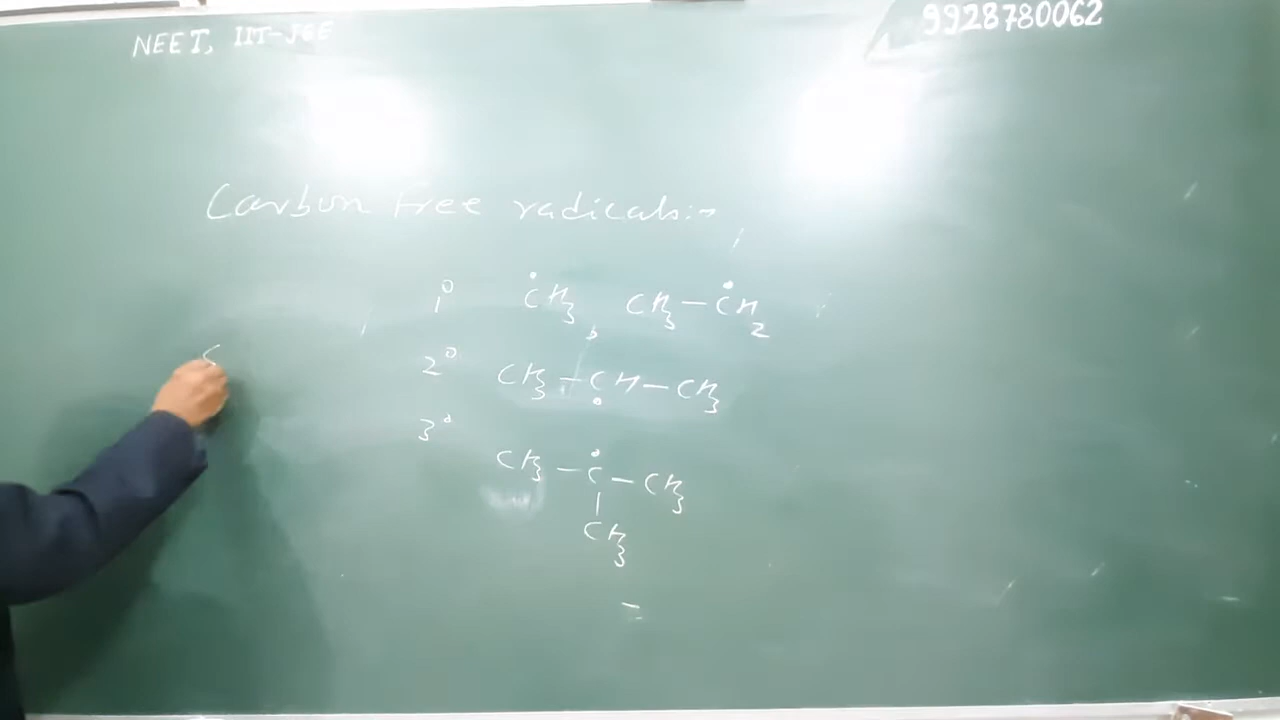 NEET, IIT-JEE
9928780062
Carbon free radicals:→
1° ĊH₃, CH₃–ĊH₂
2° CH₃–ĊH–CH₃
3°
CH₃–Ċ–CH₃
|
CH₃
=
C